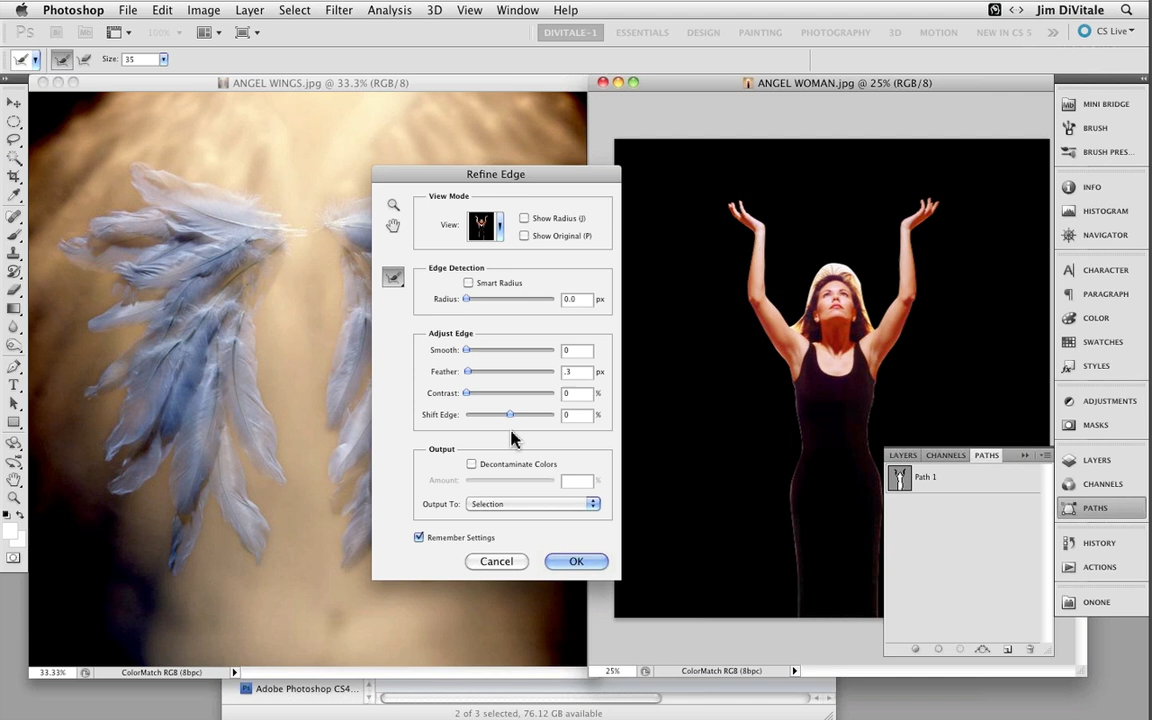 Photoshop File Edit Image Layer Select Filter Analysis 3D View Window Help Jim DiVitale
Ps Br Mb 100% DIVITALE-1 ESSENTIALS DESIGN PAINTING PHOTOGRAPHY 3D MOTION NEW IN CS 5 CS Live
Size: 35
ANGEL WINGS.jpg @ 33.3% (RGB/8)
ANGEL WOMAN.jpg @ 25% (RGB/8)
Refine Edge
View Mode
View:
Show Radius (J)
Show Original (P)
Edge Detection
Smart Radius
Radius: 0.0 px
Adjust Edge
Smooth: 0
Feather: .3 px
Contrast: 0 %
Shift Edge: 0 %
Output
Decontaminate Colors
Amount: %
Output To: Selection
Remember Settings
Cancel OK
LAYERS CHANNELS PATHS
Path 1
Mb MINI BRIDGE
BRUSH
BRUSH PRES...
INFO
HISTOGRAM
NAVIGATOR
A CHARACTER
PARAGRAPH
COLOR
SWATCHES
STYLES
ADJUSTMENTS
MASKS
LAYERS
CHANNELS
PATHS
HISTORY
ACTIONS
ONONE
33.33% ColorMatch RGB (8bpc)
25% ColorMatch RGB (8bpc)
Adobe Photoshop CS4...
2 of 3 selected, 76.12 GB available